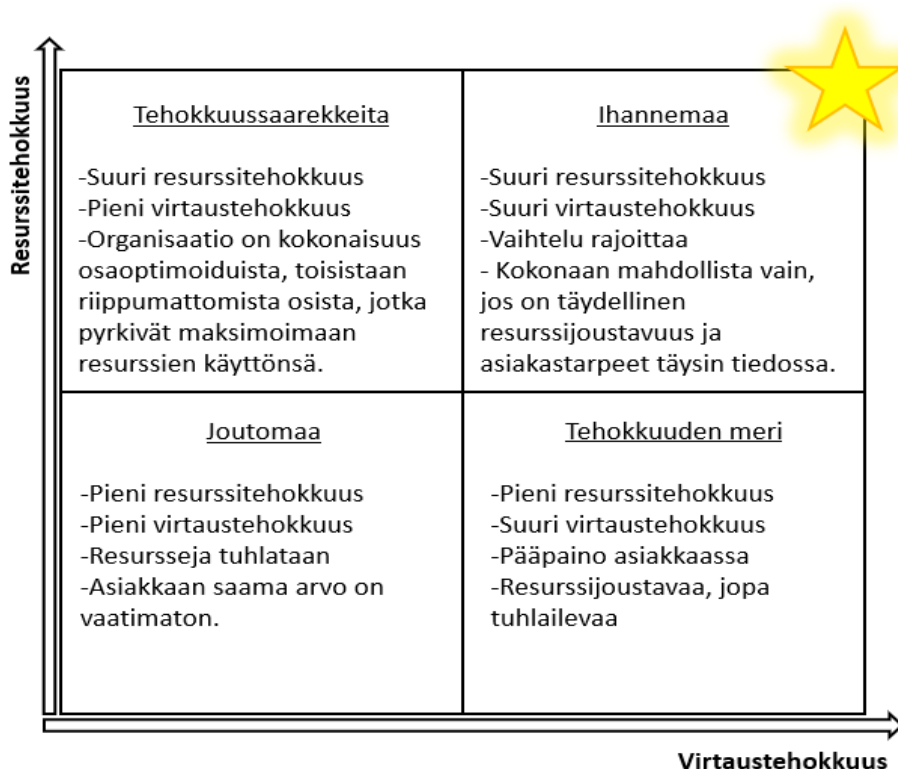 Resurssitehokkuus
Tehokkuussaarekkeita
-Suuri resurssitehokkuus
-Pieni virtaustehokkuus
-Organisaatio on kokonaisuus
osaoptimoiduista, toisistaan
riippumattomista osista, jotka
pyrkivät maksimoimaan
resurssien käyttönsä.
Ihannemaa
-Suuri resurssitehokkuus
-Suuri virtaustehokkuus
-Vaihtelu rajoittaa
- Kokonaan mahdollista vain,
jos on täydellinen
resurssijoustavuus ja
asiakastarpeet täysin tiedossa.
Joutomaa
-Pieni resurssitehokkuus
-Pieni virtaustehokkuus
-Resursseja tuhlataan
-Asiakkaan saama arvo on
vaatimaton.
Tehokkuuden meri
-Pieni resurssitehokkuus
-Suuri virtaustehokkuus
-Pääpaino asiakkaassa
-Resurssijoustavaa, jopa
tuhlailevaa
Virtaustehokkuus